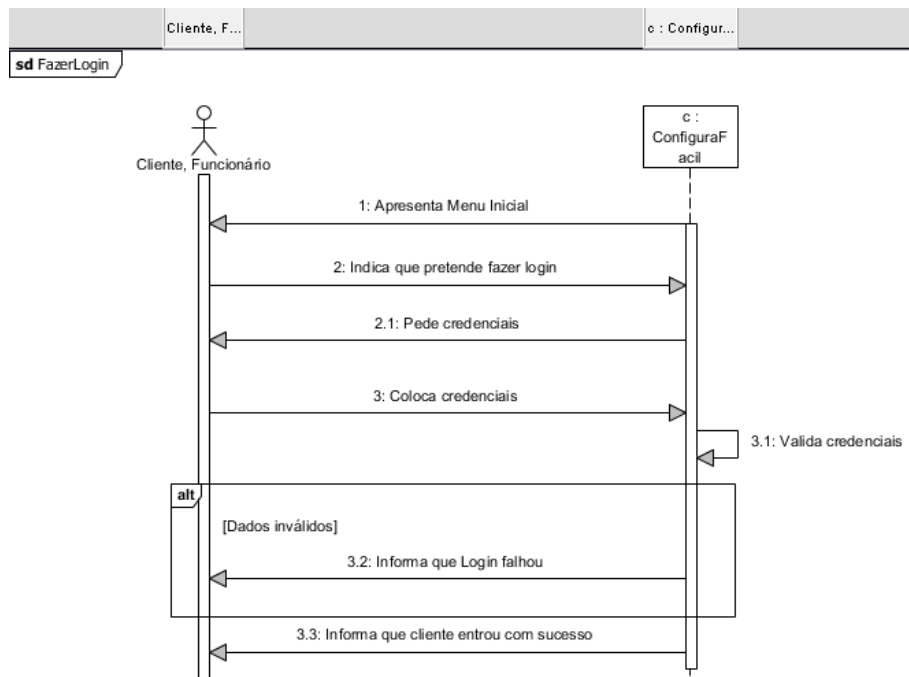 Cliente, F...
c : Configur...
sd FazerLogin
Cliente, Funcionário
c :
ConfiguraF
acil
1: Apresenta Menu Inicial
2: Indica que pretende fazer login
2.1: Pede credenciais
3: Coloca credenciais
3.1: Valida credenciais
alt
[Dados inválidos]
3.2: Informa que Login falhou
3.3: Informa que cliente entrou com sucesso